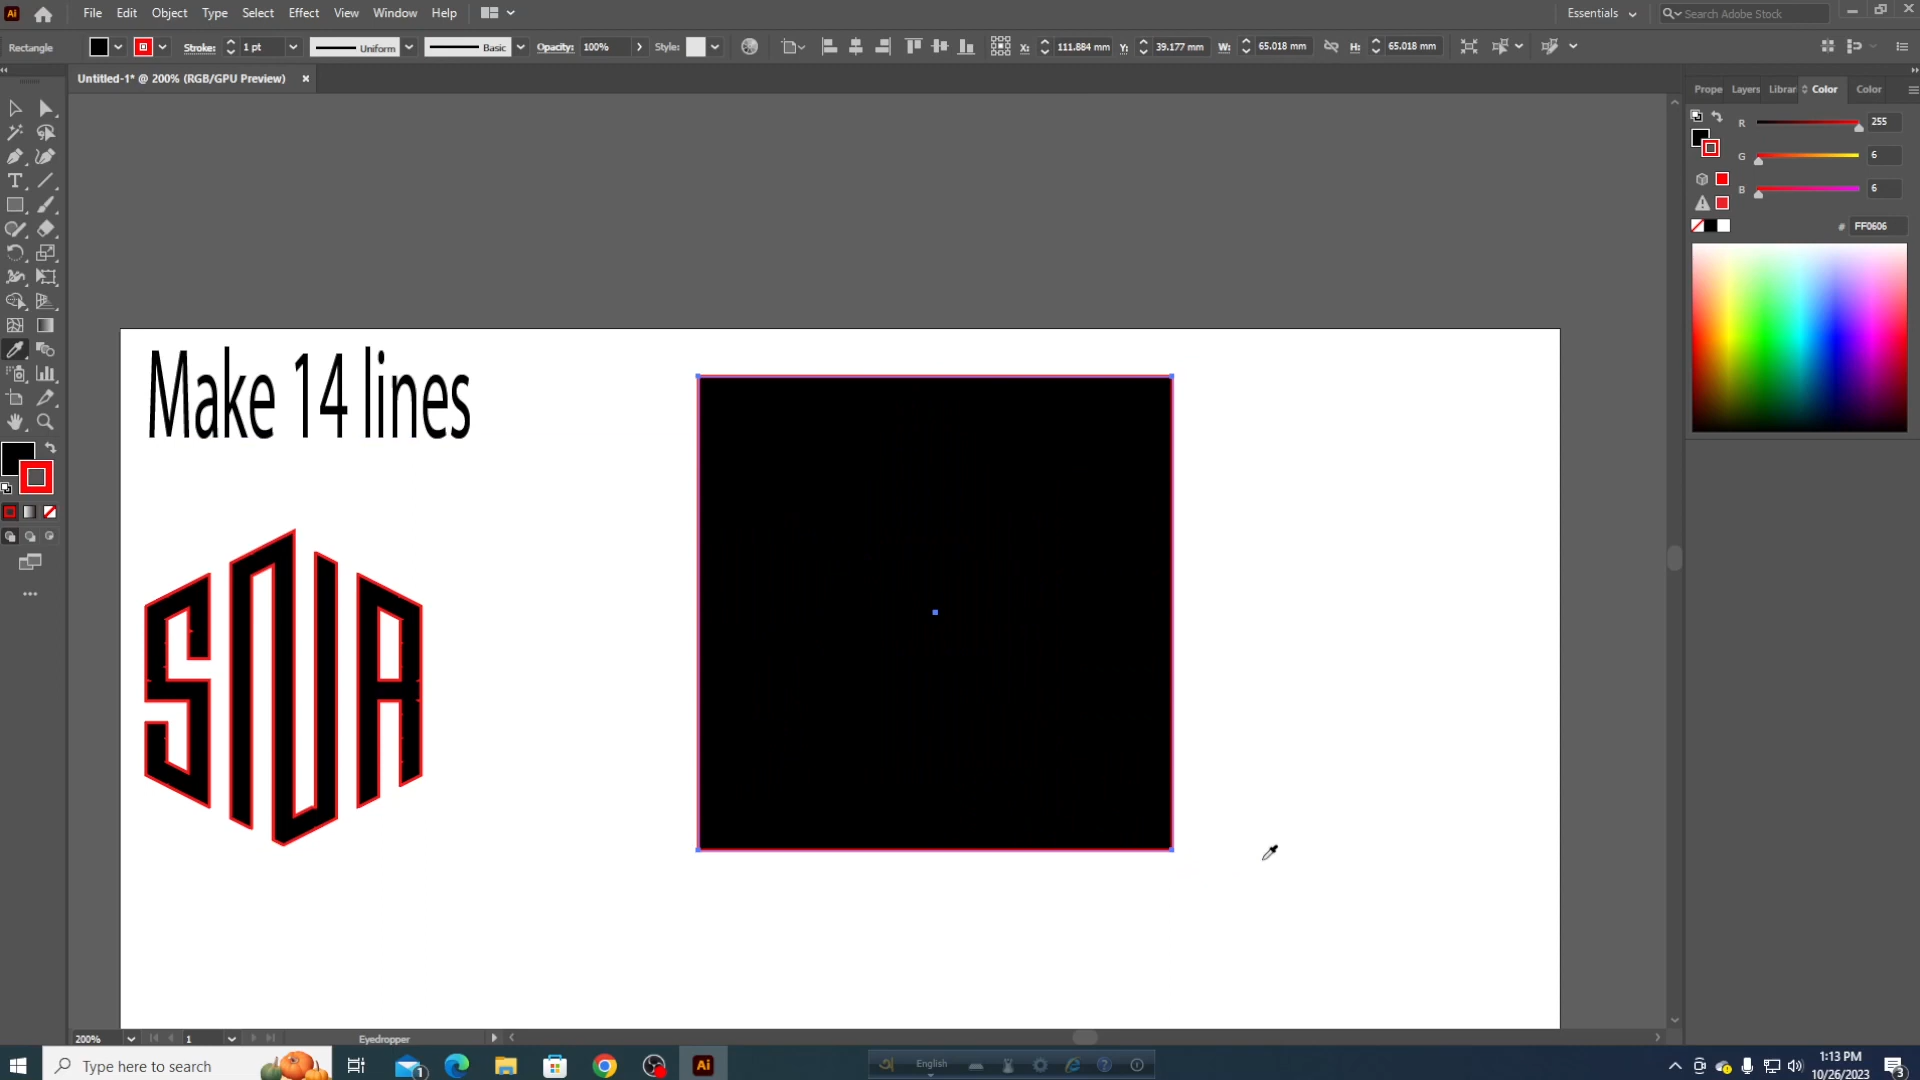 File Edit Object Type Select Effect View Window Help Essentials Search Adobe Stock
Rectangle Stroke: 1 pt Uniform Basic Opacity: 100% Style: X: 111.884 mm Y: 39.177 mm W: 65.018 mm H: 65.018 mm
Untitled-1* @ 200% (RGB/GPU Preview)
Prope Layers Librar Color Color
R 255
G 6
B 6
# FF0606
Make 14 lines
SNA
200% 1 Eyedropper
Type here to search
English
1:13 PM
10/26/2023